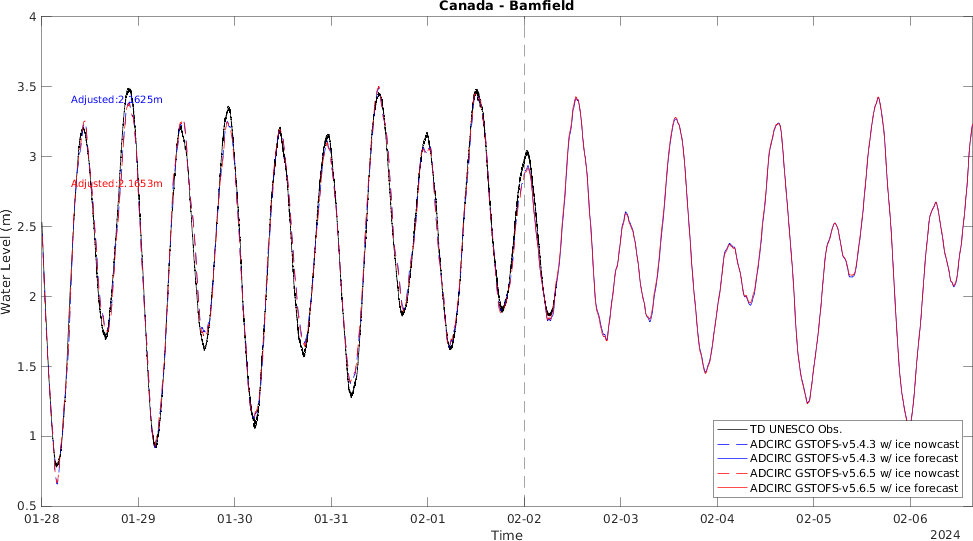 Canada - Bamfield
4
3.5
3
2.5
2
1.5
1
0.5
Water Level (m)
Adjusted:2.1625m
Adjusted:2.1653m
TD UNESCO Obs.
ADCIRC GSTOFS-v5.4.3 w/ ice nowcast
ADCIRC GSTOFS-v5.4.3 w/ ice forecast
ADCIRC GSTOFS-v5.6.5 w/ ice nowcast
ADCIRC GSTOFS-v5.6.5 w/ ice forecast
01-28 01-29 01-30 01-31 02-01 02-02 02-03 02-04 02-05 02-06
Time
2024